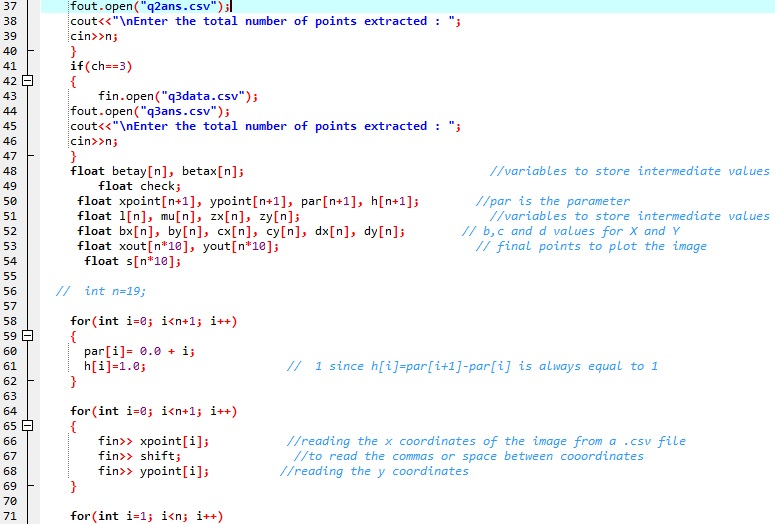 37 fout.open("q2ans.csv");
38 cout<<"\nEnter the total number of points extracted : ";
39 cin>>n;
40 }
41 if(ch==3)
42 {
43 fin.open("q3data.csv");
44 fout.open("q3ans.csv");
45 cout<<"\nEnter the total number of points extracted : ";
46 cin>>n;
47 }
48 float betay[n], betax[n]; //variables to store intermediate values
49 float check;
50 float xpoint[n+1], ypoint[n+1], par[n+1], h[n+1]; //par is the parameter
51 float l[n], mu[n], zx[n], zy[n]; //variables to store intermediate values
52 float bx[n], by[n], cx[n], cy[n], dx[n], dy[n]; // b,c and d values for X and Y
53 float xout[n*10], yout[n*10]; // final points to plot the image
54 float s[n*10];
55
56 // int n=19;
57
58 for(int i=0; i<n+1; i++)
59 {
60 par[i]= 0.0 + i;
61 h[i]=1.0; // 1 since h[i]=par[i+1]-par[i] is always equal to 1
62 }
63
64 for(int i=0; i<n+1; i++)
65 {
66 fin>> xpoint[i]; //reading the x coordinates of the image from a .csv file
67 fin>> shift; //to read the commas or space between cooordinates
68 fin>> ypoint[i]; //reading the y coordinates
69 }
70
71 for(int i=1; i<n; i++)